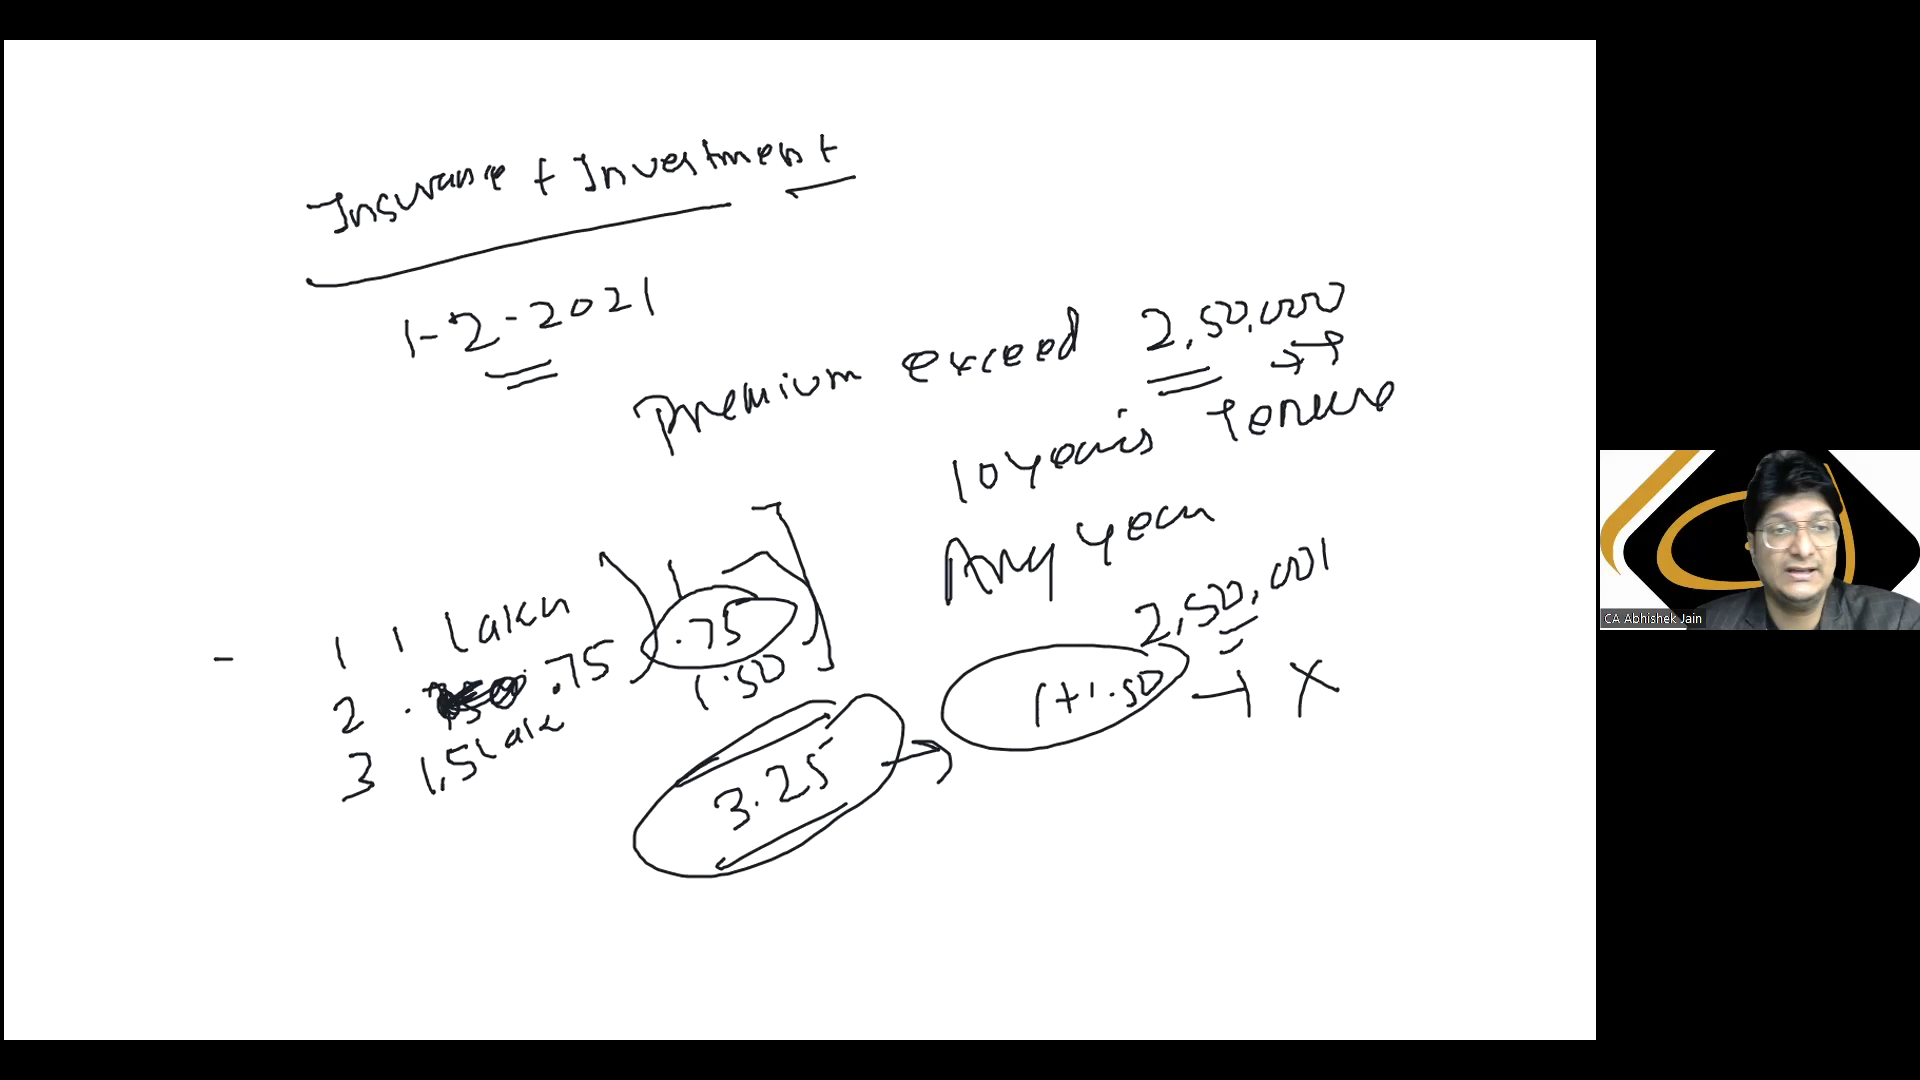 Insurance + Investment
1-2-2021
Premium exceed 2,50,000
10 years Tenure
Any year
2,50,001
1 1 Lakh
2 .75 .75
3 1,5 Lakh 1.50
1+1.50 → X
3.25 →
CA Abhishek Jain